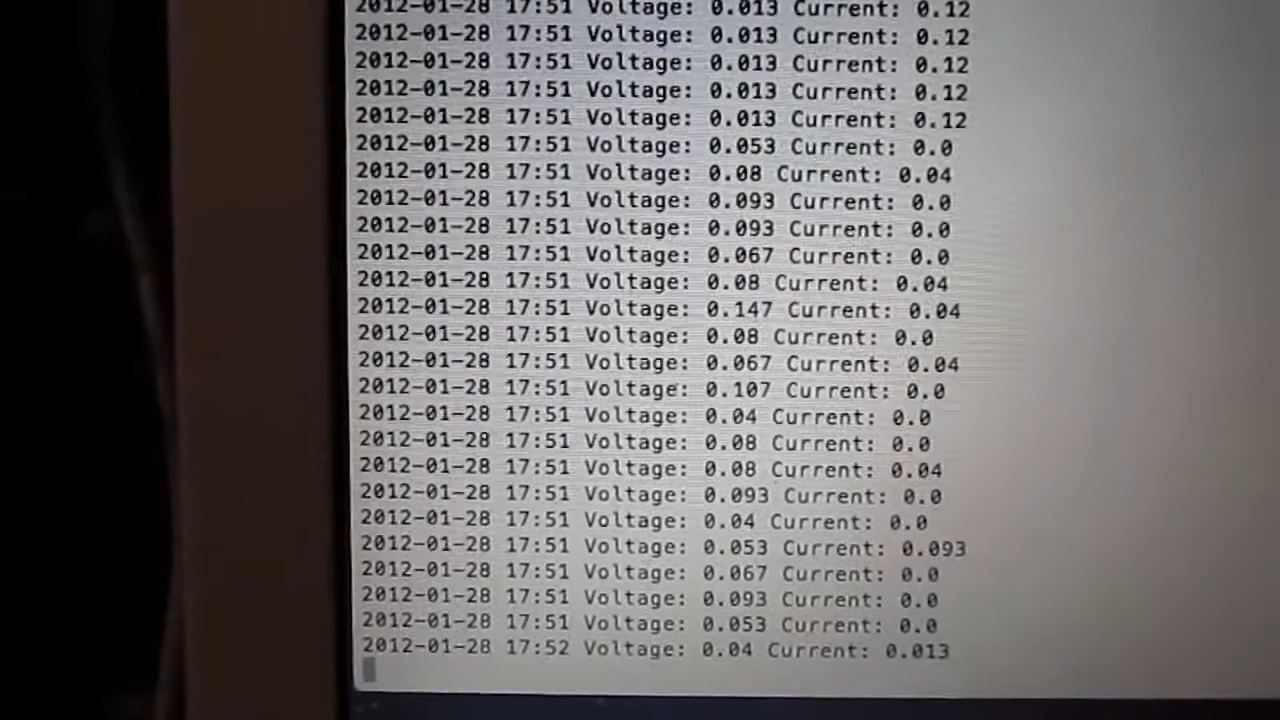 2012-01-28 17:51 Voltage: 0.013 Current: 0.12
2012-01-28 17:51 Voltage: 0.013 Current: 0.12
2012-01-28 17:51 Voltage: 0.013 Current: 0.12
2012-01-28 17:51 Voltage: 0.013 Current: 0.12
2012-01-28 17:51 Voltage: 0.013 Current: 0.12
2012-01-28 17:51 Voltage: 0.053 Current: 0.0
2012-01-28 17:51 Voltage: 0.08 Current: 0.04
2012-01-28 17:51 Voltage: 0.093 Current: 0.0
2012-01-28 17:51 Voltage: 0.093 Current: 0.0
2012-01-28 17:51 Voltage: 0.067 Current: 0.0
2012-01-28 17:51 Voltage: 0.08 Current: 0.04
2012-01-28 17:51 Voltage: 0.147 Current: 0.04
2012-01-28 17:51 Voltage: 0.08 Current: 0.0
2012-01-28 17:51 Voltage: 0.067 Current: 0.04
2012-01-28 17:51 Voltage: 0.107 Current: 0.0
2012-01-28 17:51 Voltage: 0.04 Current: 0.0
2012-01-28 17:51 Voltage: 0.08 Current: 0.0
2012-01-28 17:51 Voltage: 0.08 Current: 0.04
2012-01-28 17:51 Voltage: 0.093 Current: 0.0
2012-01-28 17:51 Voltage: 0.04 Current: 0.0
2012-01-28 17:51 Voltage: 0.053 Current: 0.093
2012-01-28 17:51 Voltage: 0.067 Current: 0.0
2012-01-28 17:51 Voltage: 0.093 Current: 0.0
2012-01-28 17:51 Voltage: 0.053 Current: 0.0
2012-01-28 17:52 Voltage: 0.04 Current: 0.013